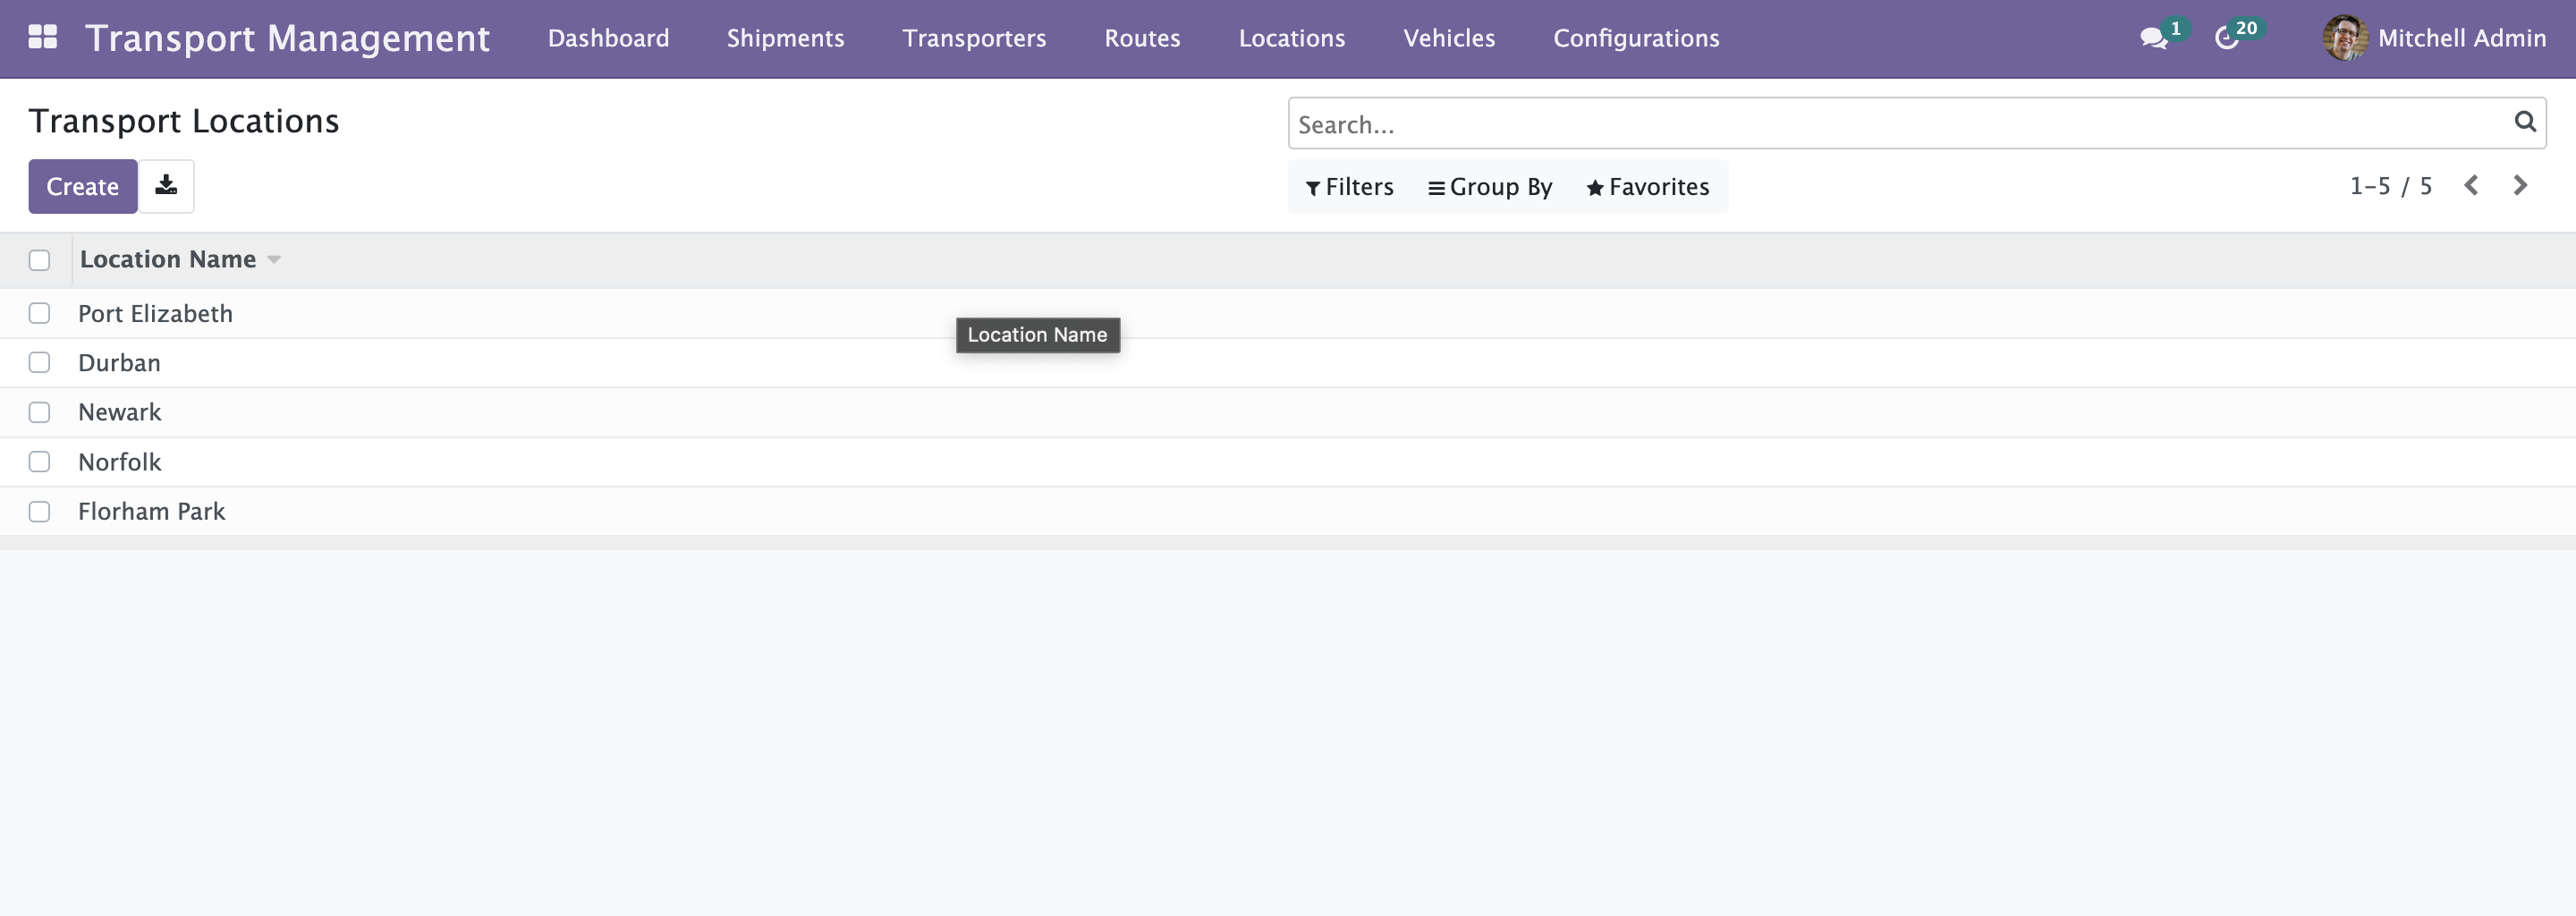 Transport Management Dashboard Shipments Transporters Routes Locations Vehicles Configurations 1 20 Mitchell Admin
Transport Locations
Search...
Create
Filters Group By Favorites
1-5 / 5
Location Name
Port Elizabeth
Location Name
Durban
Newark
Norfolk
Florham Park